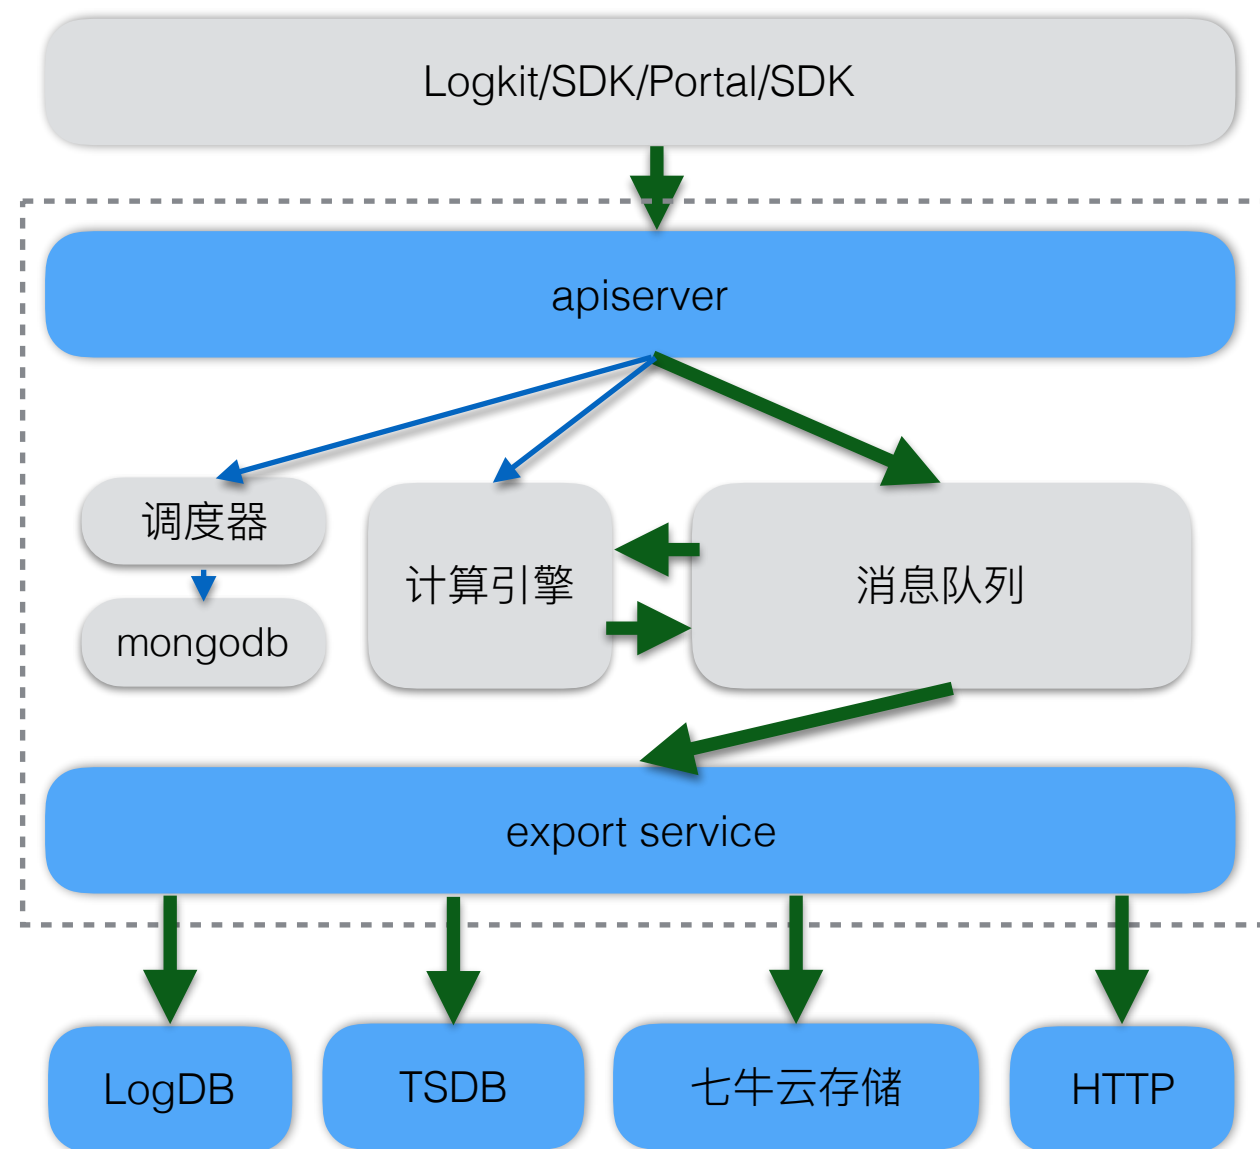 Logkit/SDK/Portal/SDK
apiserver
调度器
计算引擎
消息队列
mongodb
export service
LogDB
TSDB
七牛云存储
HTTP